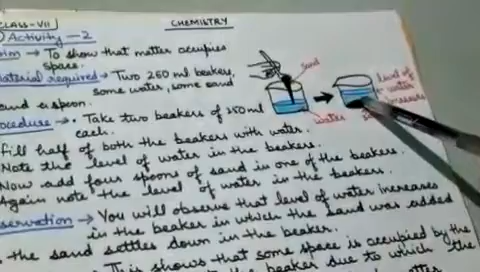 CLASS-VII CHEMISTRY
Activity-2
Aim → To show that matter occupies
space.
Material required → Two 250 ml beakers,
some water, some sand
and a spoon.
Procedure → • Take two beakers of 250 ml
each.
fill half of both the beakers with water.
Note the level of water in the beakers.
Now add four spoons of sand in one of the beakers.
Again note the level of water in the beakers.
Observation → You will observe that level of water increases
in the beaker in which the sand was added
the sand settles down in the beaker.
This shows that some space is occupied by the
the beaker due to which the
matter
sand
water
level of
water
increases